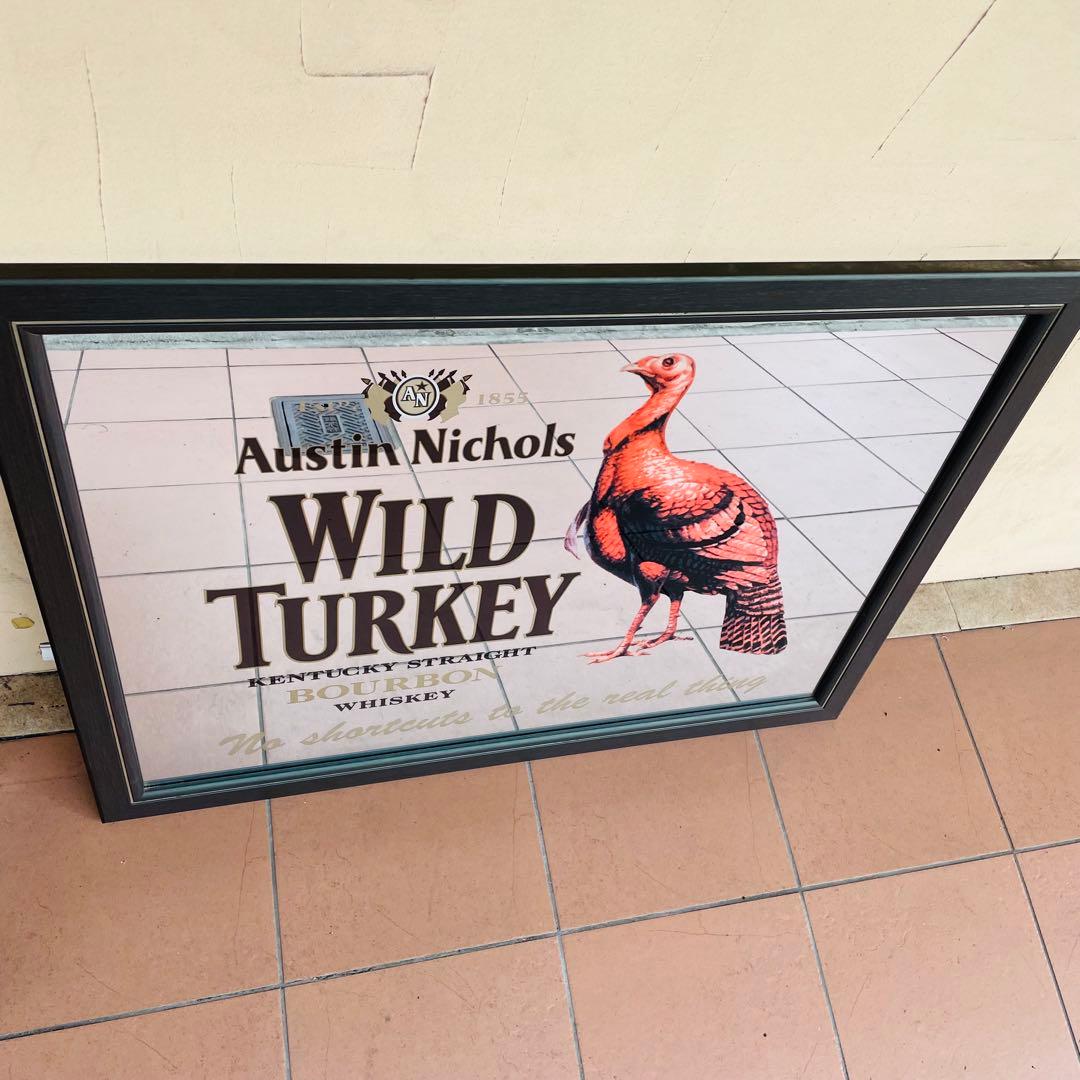 AN
1855
Austin Nichols
WILD
TURKEY
KENTUCKY STRAIGHT
BOURBON
WHISKEY
No shortcuts to the real thing